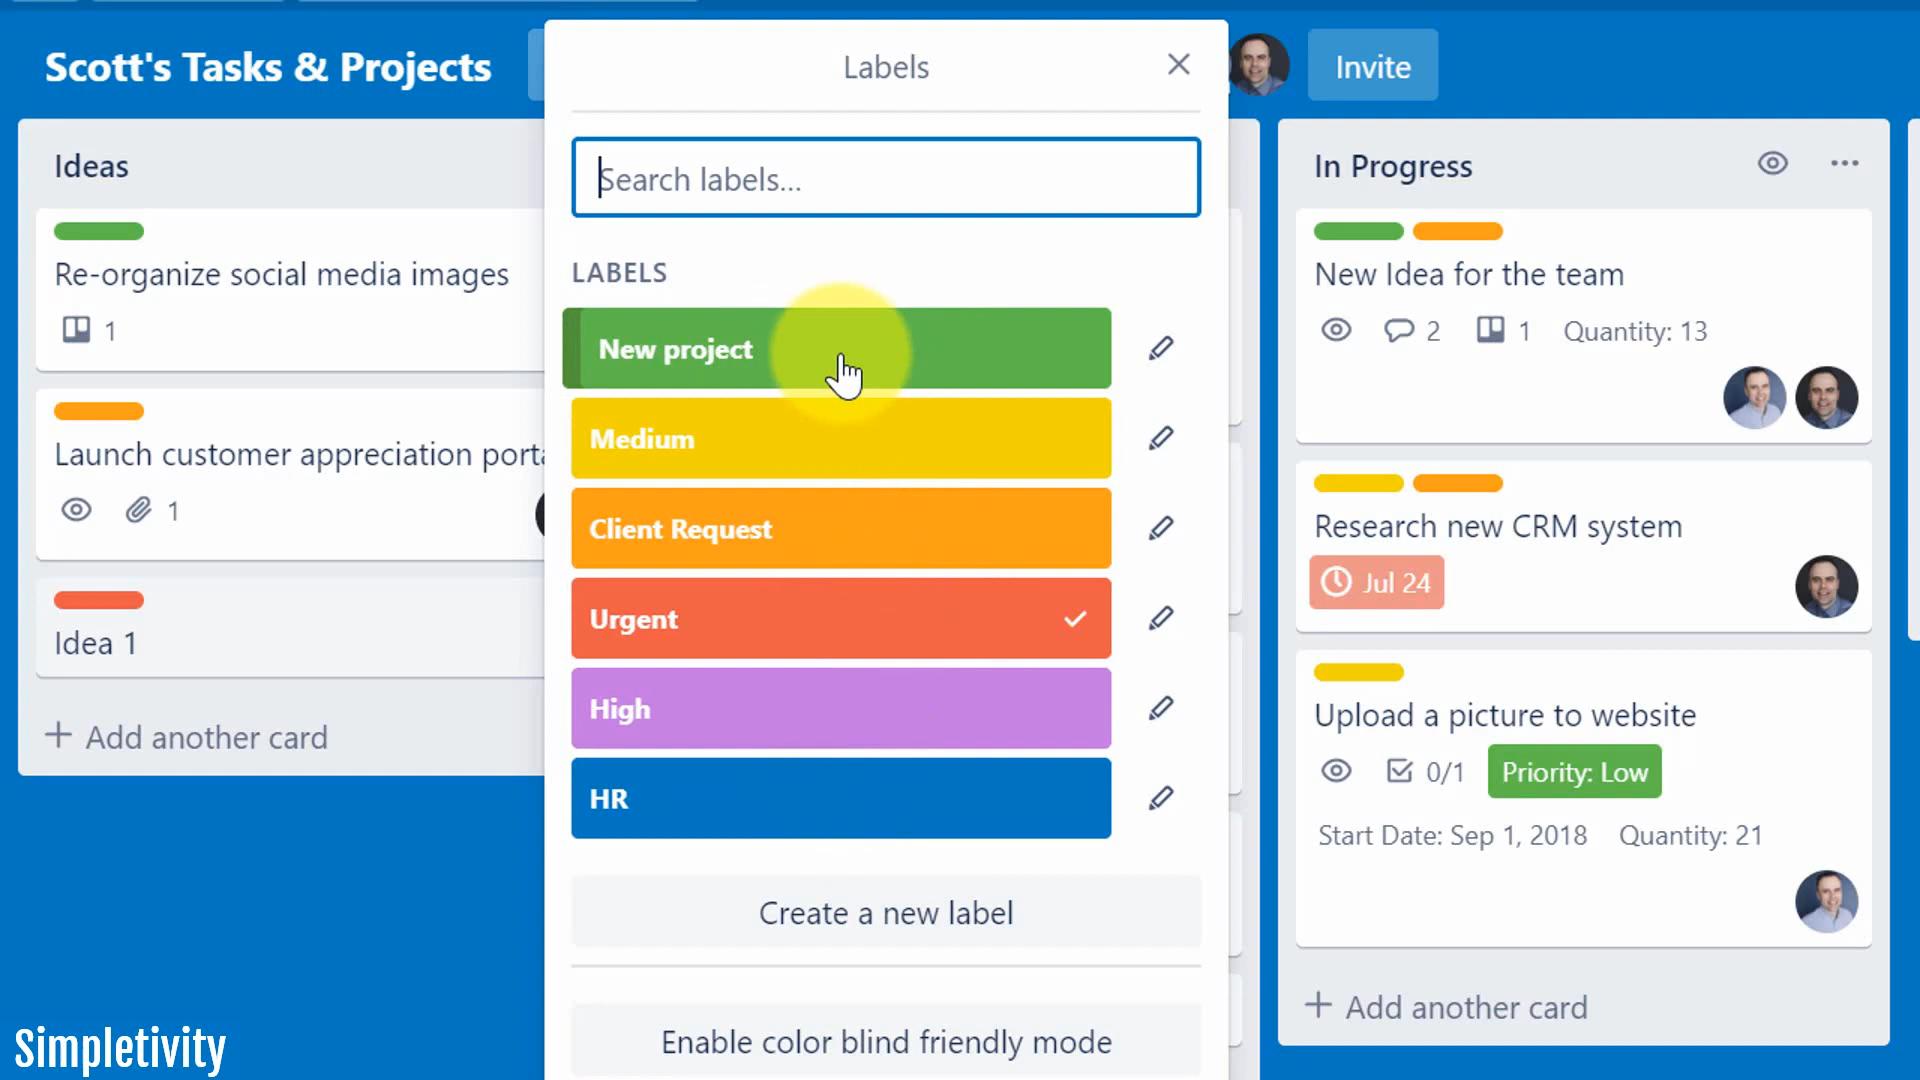 Scott's Tasks & Projects
Invite
Ideas
Re-organize social media images
1
Launch customer appreciation porta
1
Idea 1
+ Add another card
Labels
Search labels...
LABELS
New project
Medium
Client Request
Urgent
High
HR
Create a new label
Enable color blind friendly mode
In Progress
New Idea for the team
2 1 Quantity: 13
Research new CRM system
Jul 24
Upload a picture to website
0/1 Priority: Low
Start Date: Sep 1, 2018 Quantity: 21
+ Add another card
Simpletivity